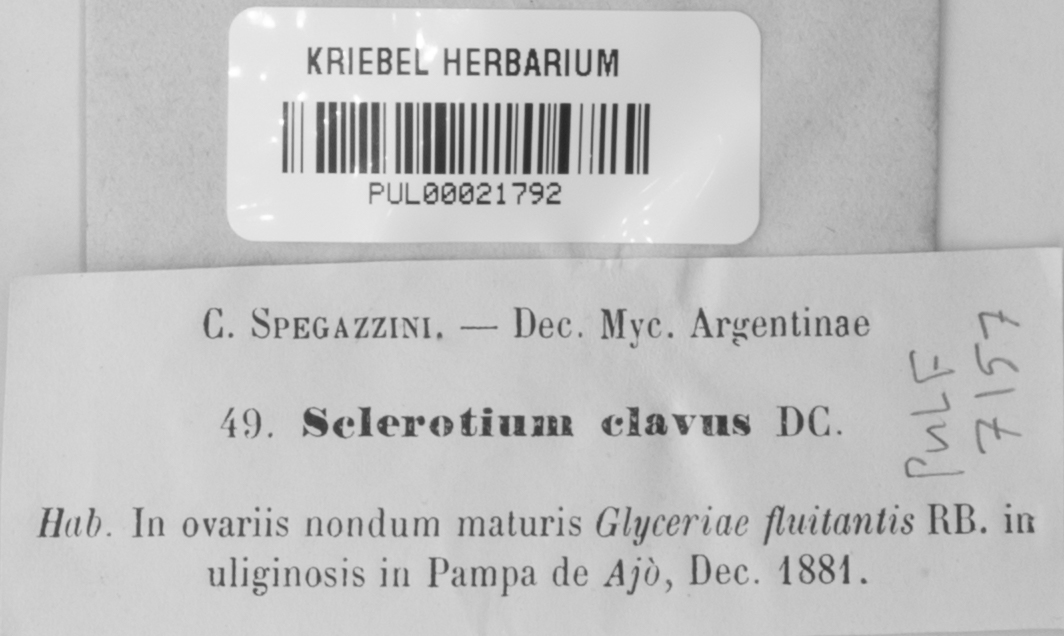 KRIEBEL HERBARIUM
PUL00021792
C. SPEGAZZINI. — Dec. Myc. Argentinae
49. Sclerotium clavus DC.
Hab. In ovariis nondum maturis Glyceriae fluitantis RB. in
uliginosis in Pampa de Ajò, Dec. 1881.
PULF
7157